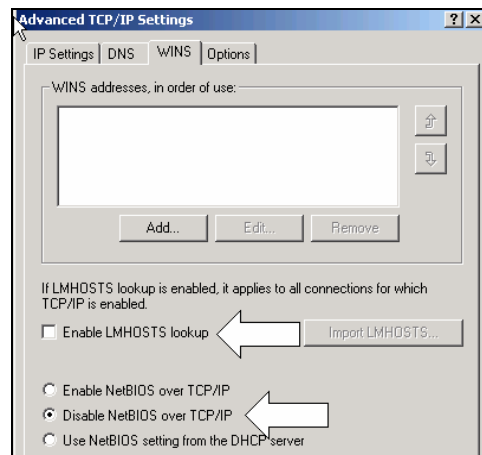 Advanced TCP/IP Settings
IP Settings DNS WINS Options
WINS addresses, in order of use:
Add... Edit... Remove
If LMHOSTS lookup is enabled, it applies to all connections for which
TCP/IP is enabled.
Enable LMHOSTS lookup Import LMHOSTS...
Enable NetBIOS over TCP/IP
Disable NetBIOS over TCP/IP
Use NetBIOS setting from the DHCP server